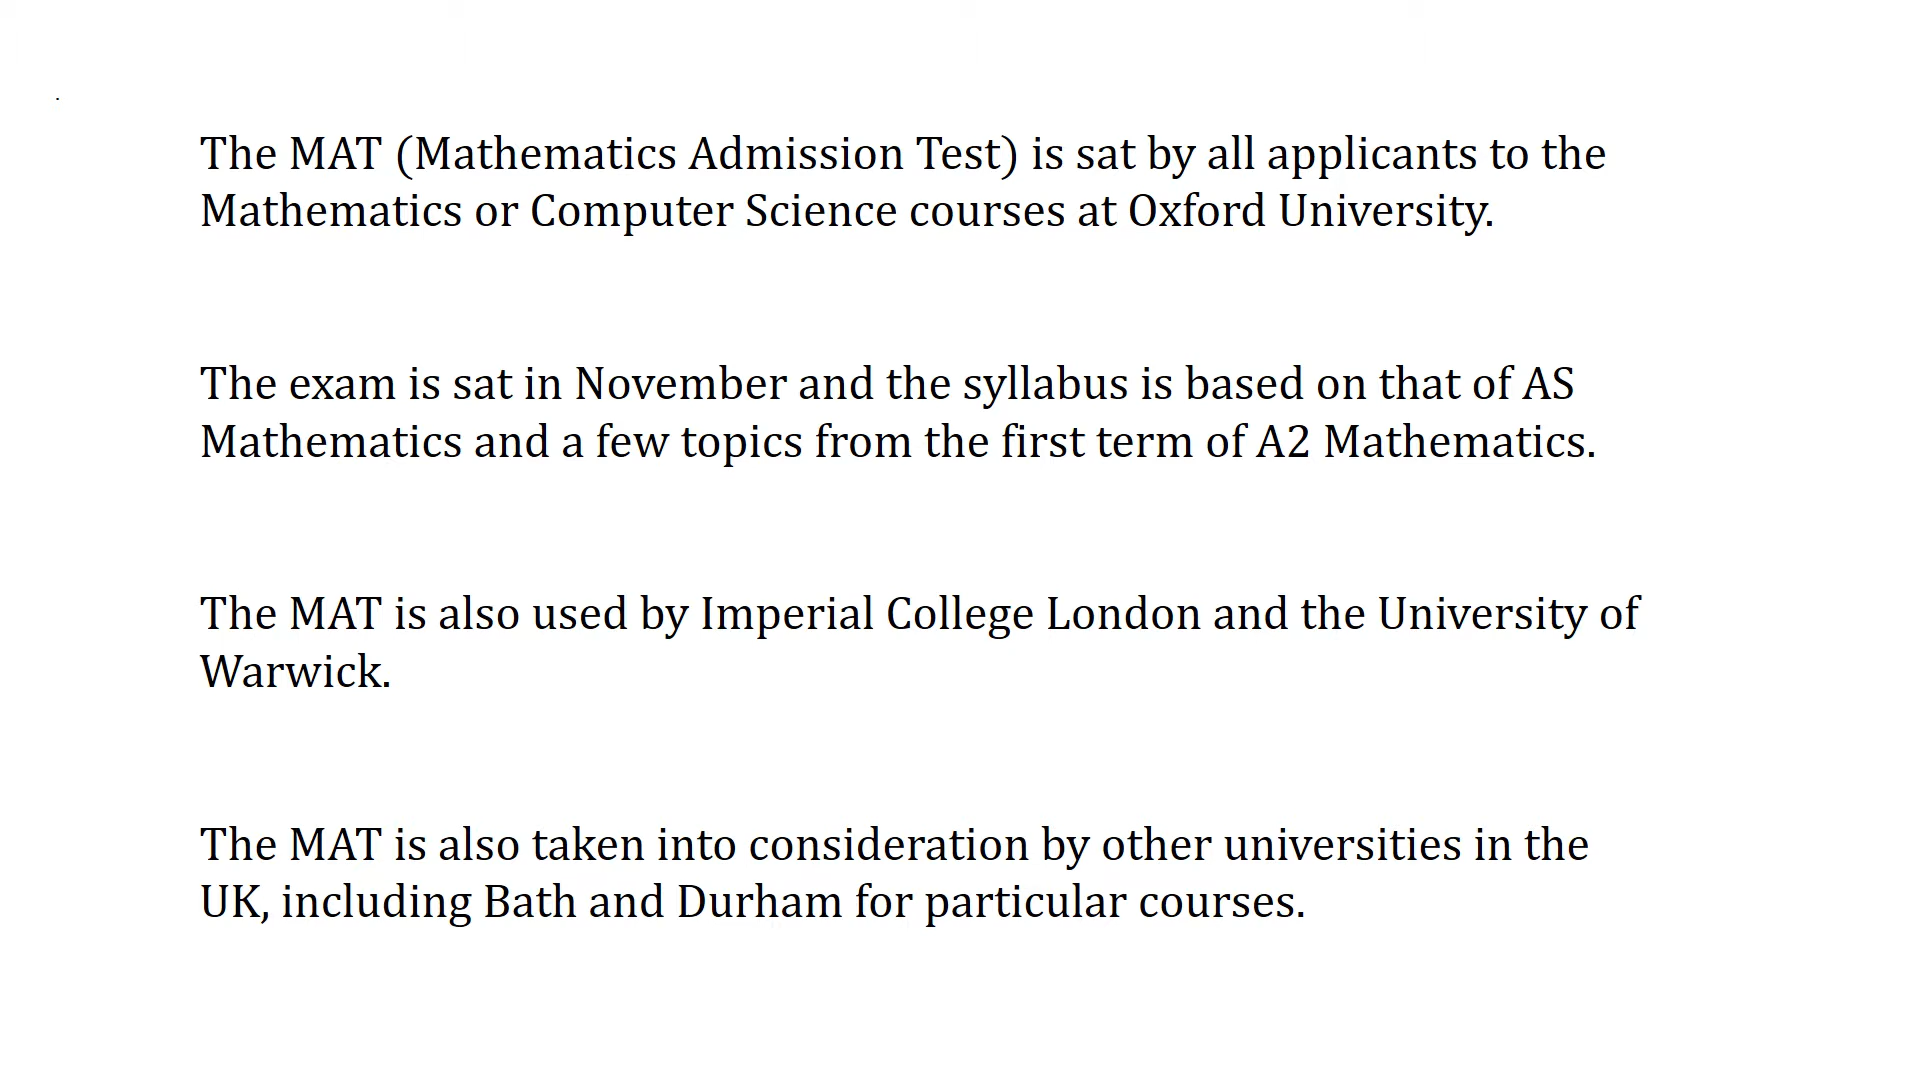 The MAT (Mathematics Admission Test) is sat by all applicants to the
Mathematics or Computer Science courses at Oxford University.
The exam is sat in November and the syllabus is based on that of AS
Mathematics and a few topics from the first term of A2 Mathematics.
The MAT is also used by Imperial College London and the University of
Warwick.
The MAT is also taken into consideration by other universities in the
UK, including Bath and Durham for particular courses.